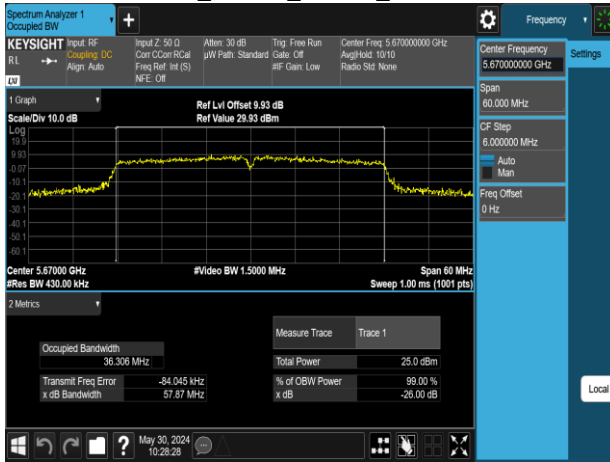 Spectrum Analyzer 1
Occupied BW
Frequency
KEYSIGHT Input: RF
Coupling: DC
Align: Auto
RL
LXI
Input Z: 50 Ω
Corr CCorr RCal
Freq Ref: Int (S)
NFE: Off
Atten: 30 dB
µW Path: Standard
Trig: Free Run
Gate: Off
#IF Gain: Low
Center Freq: 5.670000000 GHz
Avg|Hold: 10/10
Radio Std: None
Center Frequency
5.670000000 GHz
Settings
Span
60.000 MHz
CF Step
6.000000 MHz
Auto
Man
Freq Offset
0 Hz
1 Graph
Scale/Div 10.0 dB
Ref Lvl Offset 9.93 dB
Ref Value 29.93 dBm
Log
19.9
9.93
-0.07
-10.1
-20.1
-30.1
-40.1
-50.1
-60.1
Center 5.67000 GHz
#Video BW 1.5000 MHz
Span 60 MHz
#Res BW 430.00 kHz
Sweep 1.00 ms (1001 pts)
2 Metrics
Measure Trace Trace 1
Occupied Bandwidth
36.306 MHz
Total Power 25.0 dBm
Transmit Freq Error -84.045 kHz
% of OBW Power 99.00 %
x dB Bandwidth 57.87 MHz
x dB -26.00 dB
Local
May 30, 2024
10:28:28